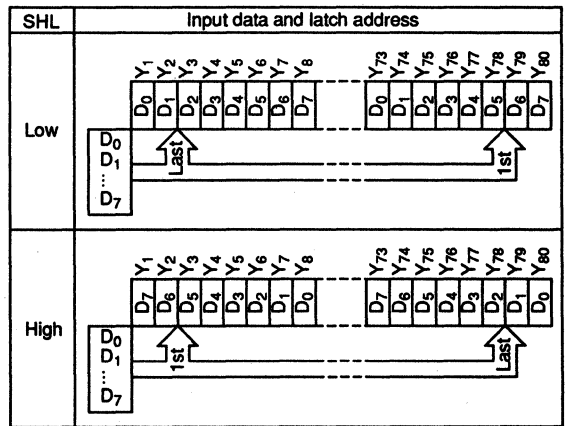 SHL Input data and latch address
Low
Y1 Y2 Y3 Y4 Y5 Y6 Y7 Y8 Y73 Y74 Y75 Y76 Y77 Y78 Y79 Y80
D0 D1 D2 D3 D4 D5 D6 D7 D0 D1 D2 D3 D4 D5 D6 D7
D0
D1
⋮
D7
Last 1st
High
Y1 Y2 Y3 Y4 Y5 Y6 Y7 Y8 Y73 Y74 Y75 Y76 Y77 Y78 Y79 Y80
D7 D6 D5 D4 D3 D2 D1 D0 D7 D6 D5 D4 D3 D2 D1 D0
D0
D1
⋮
D7
1st Last